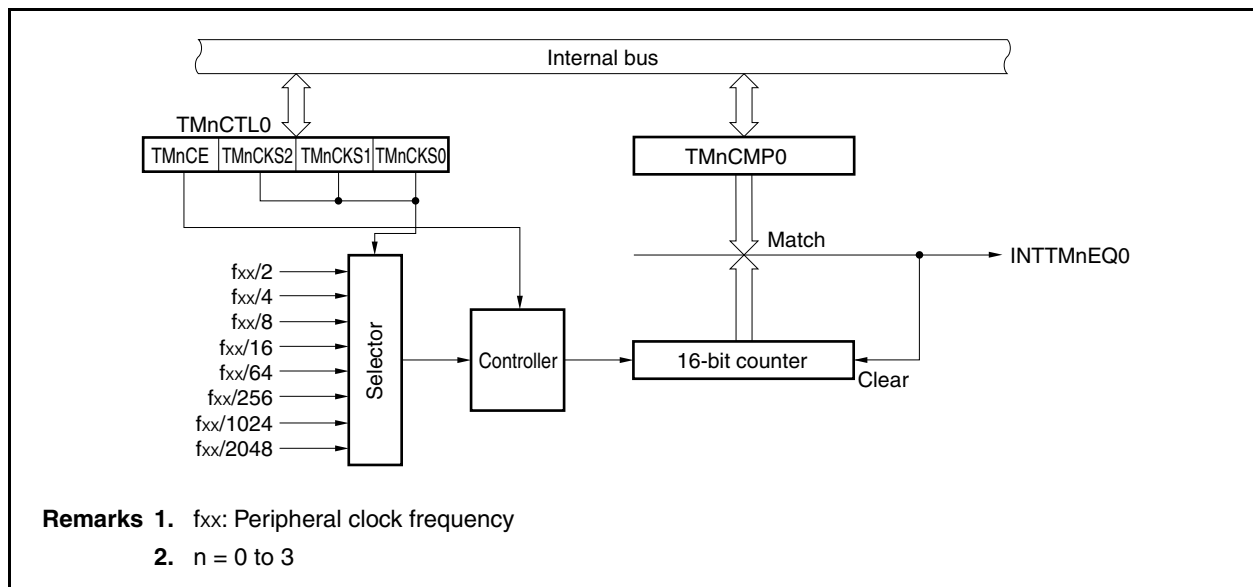 Internal bus
TMnCTL0
TMnCE TMnCKS2 TMnCKS1 TMnCKS0
TMnCMP0
Match
INTTMnEQ0
fxx/2
fxx/4
fxx/8
fxx/16
fxx/64
fxx/256
fxx/1024
fxx/2048
Selector
Controller
16-bit counter
Clear
Remarks 1. fxx: Peripheral clock frequency
2. n = 0 to 3